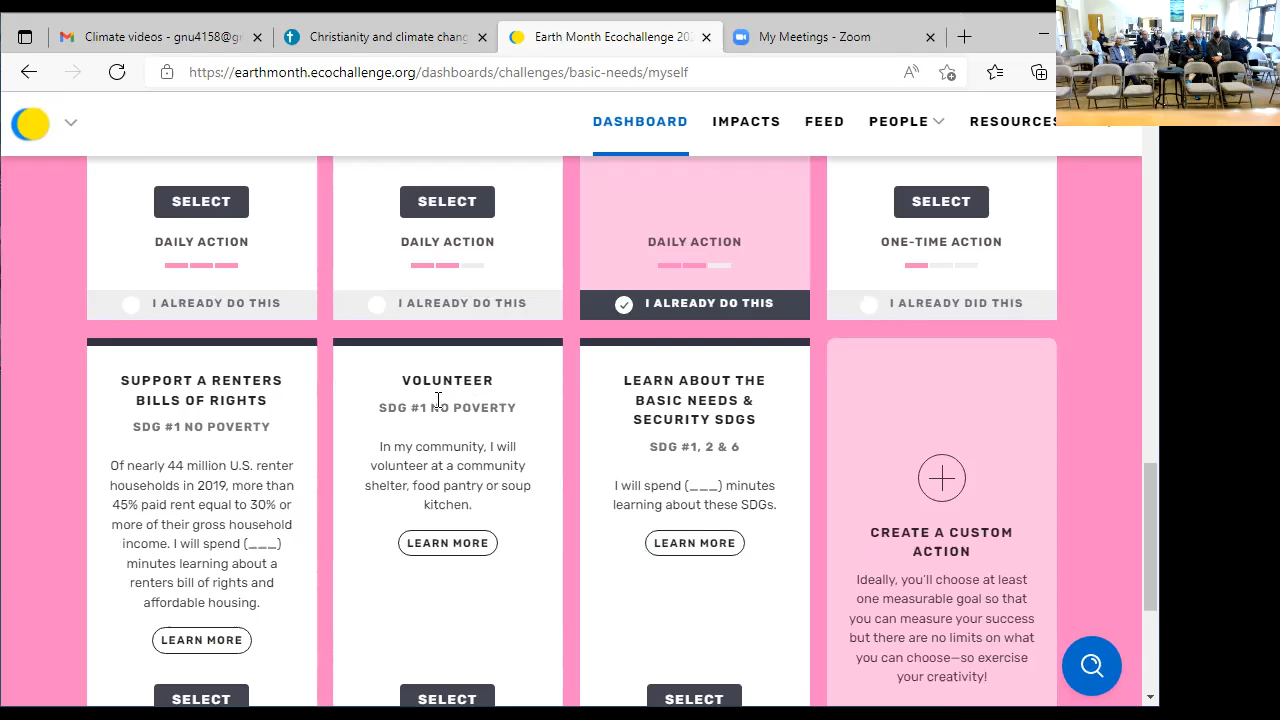 Climate videos - gnu4158@gr
Christianity and climate chang
Earth Month Ecochallenge 202
My Meetings - Zoom
https://earthmonth.ecochallenge.org/dashboards/challenges/basic-needs/myself
DASHBOARD
IMPACTS
FEED
PEOPLE
RESOURCES
SELECT
SELECT
SELECT
DAILY ACTION
DAILY ACTION
DAILY ACTION
ONE-TIME ACTION
I ALREADY DO THIS
I ALREADY DO THIS
I ALREADY DO THIS
I ALREADY DID THIS
SUPPORT A RENTERS
BILLS OF RIGHTS
SDG #1 NO POVERTY
Of nearly 44 million U.S. renter
households in 2019, more than
45% paid rent equal to 30% or
more of their gross household
income. I will spend (___)
minutes learning about a
renters bill of rights and
affordable housing.
LEARN MORE
SELECT
VOLUNTEER
SDG #1 NO POVERTY
In my community, I will
volunteer at a community
shelter, food pantry or soup
kitchen.
LEARN MORE
SELECT
LEARN ABOUT THE
BASIC NEEDS &
SECURITY SDGS
SDG #1, 2 & 6
I will spend (___) minutes
learning about these SDGs.
LEARN MORE
SELECT
CREATE A CUSTOM
ACTION
Ideally, you'll choose at least
one measurable goal so that
you can measure your success
but there are no limits on what
you can choose—so exercise
your creativity!